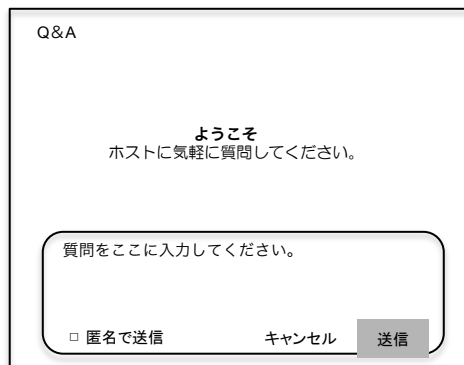 Q&A
ようこそ
ホストに気軽に質問してください。
質問をここに入力してください。
□ 匿名で送信 キャンセル 送信